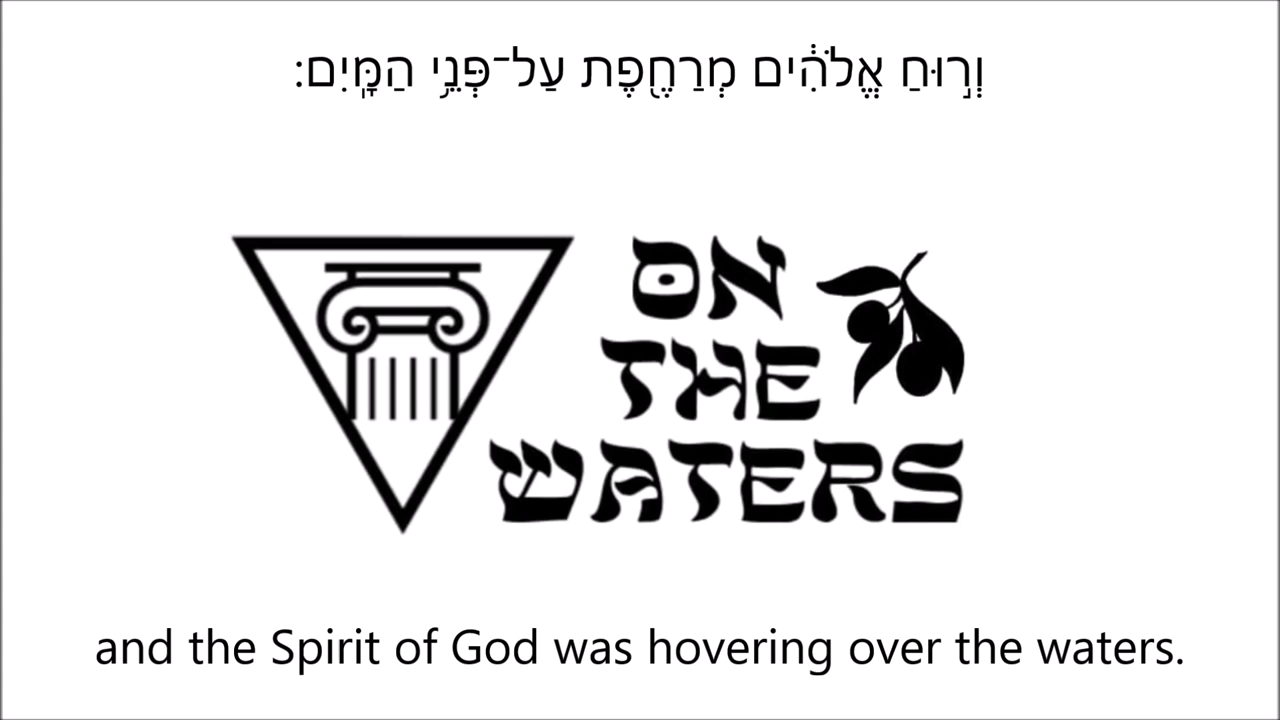 וְר֣וּחַ אֱלֹהִ֔ים מְרַחֶ֖פֶת עַל־פְּנֵ֥י הַמָּֽיִם׃
ON
THE
WATERS
and the Spirit of God was hovering over the waters.